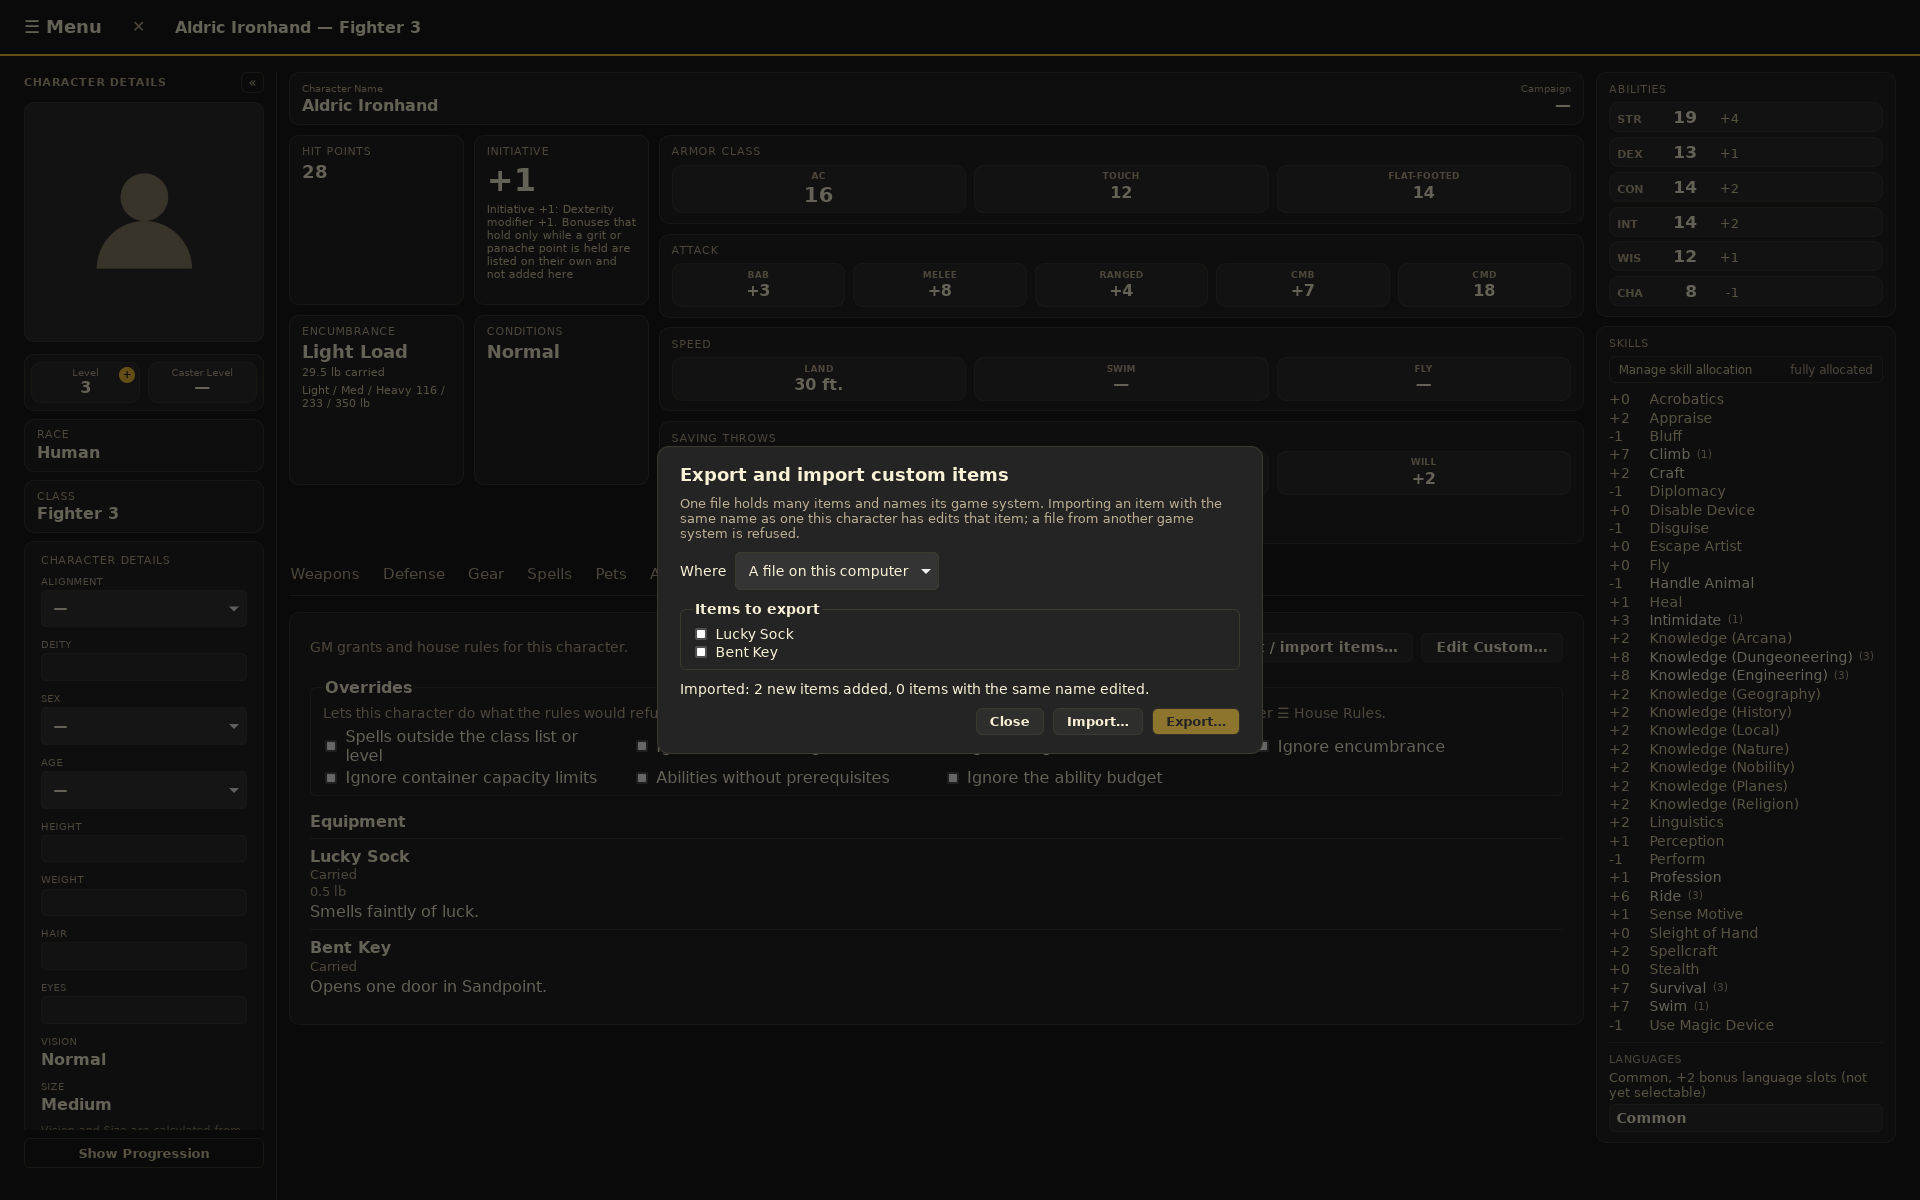 ☰ Menu
✕
Aldric Ironhand — Fighter 3
CHARACTER DETAILS
«
Level
3
+
Caster Level
—
RACE
Human
CLASS
Fighter 3
CHARACTER DETAILS
ALIGNMENT
—
DEITY
SEX
—
AGE
—
HEIGHT
WEIGHT
HAIR
EYES
VISION
Normal
SIZE
Medium
Vision and Size are calculated from
Show Progression
Character Name
Aldric Ironhand
Campaign
—
HIT POINTS
28
INITIATIVE
+1
Initiative +1: Dexterity
modifier +1. Bonuses that
hold only while a grit or
panache point is held are
listed on their own and
not added here
ENCUMBRANCE
Light Load
29.5 lb carried
Light / Med / Heavy 116 /
233 / 350 lb
CONDITIONS
Normal
ARMOR CLASS
AC
16
TOUCH
12
FLAT-FOOTED
14
ATTACK
BAB
+3
MELEE
+8
RANGED
+4
CMB
+7
CMD
18
SPEED
LAND
30 ft.
SWIM
—
FLY
—
SAVING THROWS
WILL
+2
Weapons
Defense
Gear
Spells
Pets
Export and import custom items
One file holds many items and names its game system. Importing an item with the
same name as one this character has edits that item; a file from another game
system is refused.
Where
A file on this computer
Items to export
Lucky Sock
Bent Key
Imported: 2 new items added, 0 items with the same name edited.
Close
Import…
Export…
GM grants and house rules for this character.
/ import items…
Edit Custom…
Overrides
Lets this character do what the rules would refu
☰ House Rules.
Spells outside the class list or
level
Ignore encumbrance
Ignore container capacity limits
Abilities without prerequisites
Ignore the ability budget
Equipment
Lucky Sock
Carried
0.5 lb
Smells faintly of luck.
Bent Key
Carried
Opens one door in Sandpoint.
ABILITIES
STR 19 +4
DEX 13 +1
CON 14 +2
INT 14 +2
WIS 12 +1
CHA 8 -1
SKILLS
Manage skill allocation fully allocated
+0 Acrobatics
+2 Appraise
-1 Bluff
+7 Climb (1)
+2 Craft
-1 Diplomacy
+0 Disable Device
-1 Disguise
+0 Escape Artist
+0 Fly
-1 Handle Animal
+1 Heal
+3 Intimidate (1)
+2 Knowledge (Arcana)
+8 Knowledge (Dungeoneering) (3)
+8 Knowledge (Engineering) (3)
+2 Knowledge (Geography)
+2 Knowledge (History)
+2 Knowledge (Local)
+2 Knowledge (Nature)
+2 Knowledge (Nobility)
+2 Knowledge (Planes)
+2 Knowledge (Religion)
+2 Linguistics
+1 Perception
-1 Perform
+1 Profession
+6 Ride (3)
+1 Sense Motive
+0 Sleight of Hand
+2 Spellcraft
+0 Stealth
+7 Survival (3)
+7 Swim (1)
-1 Use Magic Device
LANGUAGES
Common, +2 bonus language slots (not
yet selectable)
Common